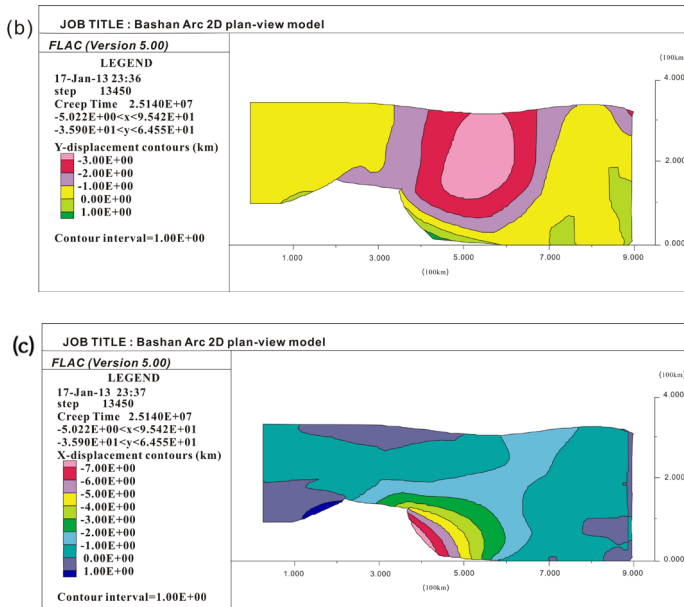 (b)
JOB TITLE : Bashan Arc 2D plan-view model
FLAC (Version 5.00)
LEGEND
17-Jan-13 23:36
step 13450
Creep Time 2.5140E+07
-5.022E+00<x<9.542E+01
-3.590E+01<y<6.455E+01
Y-displacement contours (km)
-3.00E+00
-2.00E+00
-1.00E+00
0.00E+00
1.00E+00
Contour interval=1.00E+00
(100km)
4.000
2.000
0.000
1.000 3.000 5.000 7.000 9.000
(100km)
(c)
JOB TITLE : Bashan Arc 2D plan-view model
FLAC (Version 5.00)
LEGEND
17-Jan-13 23:37
step 13450
Creep Time 2.5140E+07
-5.022E+00<x<9.542E+01
-3.590E+01<y<6.455E+01
X-displacement contours (km)
-7.00E+00
-6.00E+00
-5.00E+00
-4.00E+00
-3.00E+00
-2.00E+00
-1.00E+00
0.00E+00
1.00E+00
Contour interval=1.00E+00
(100km)
4.000
2.000
0.000
1.000 3.000 5.000 7.000 9.000
(100km)